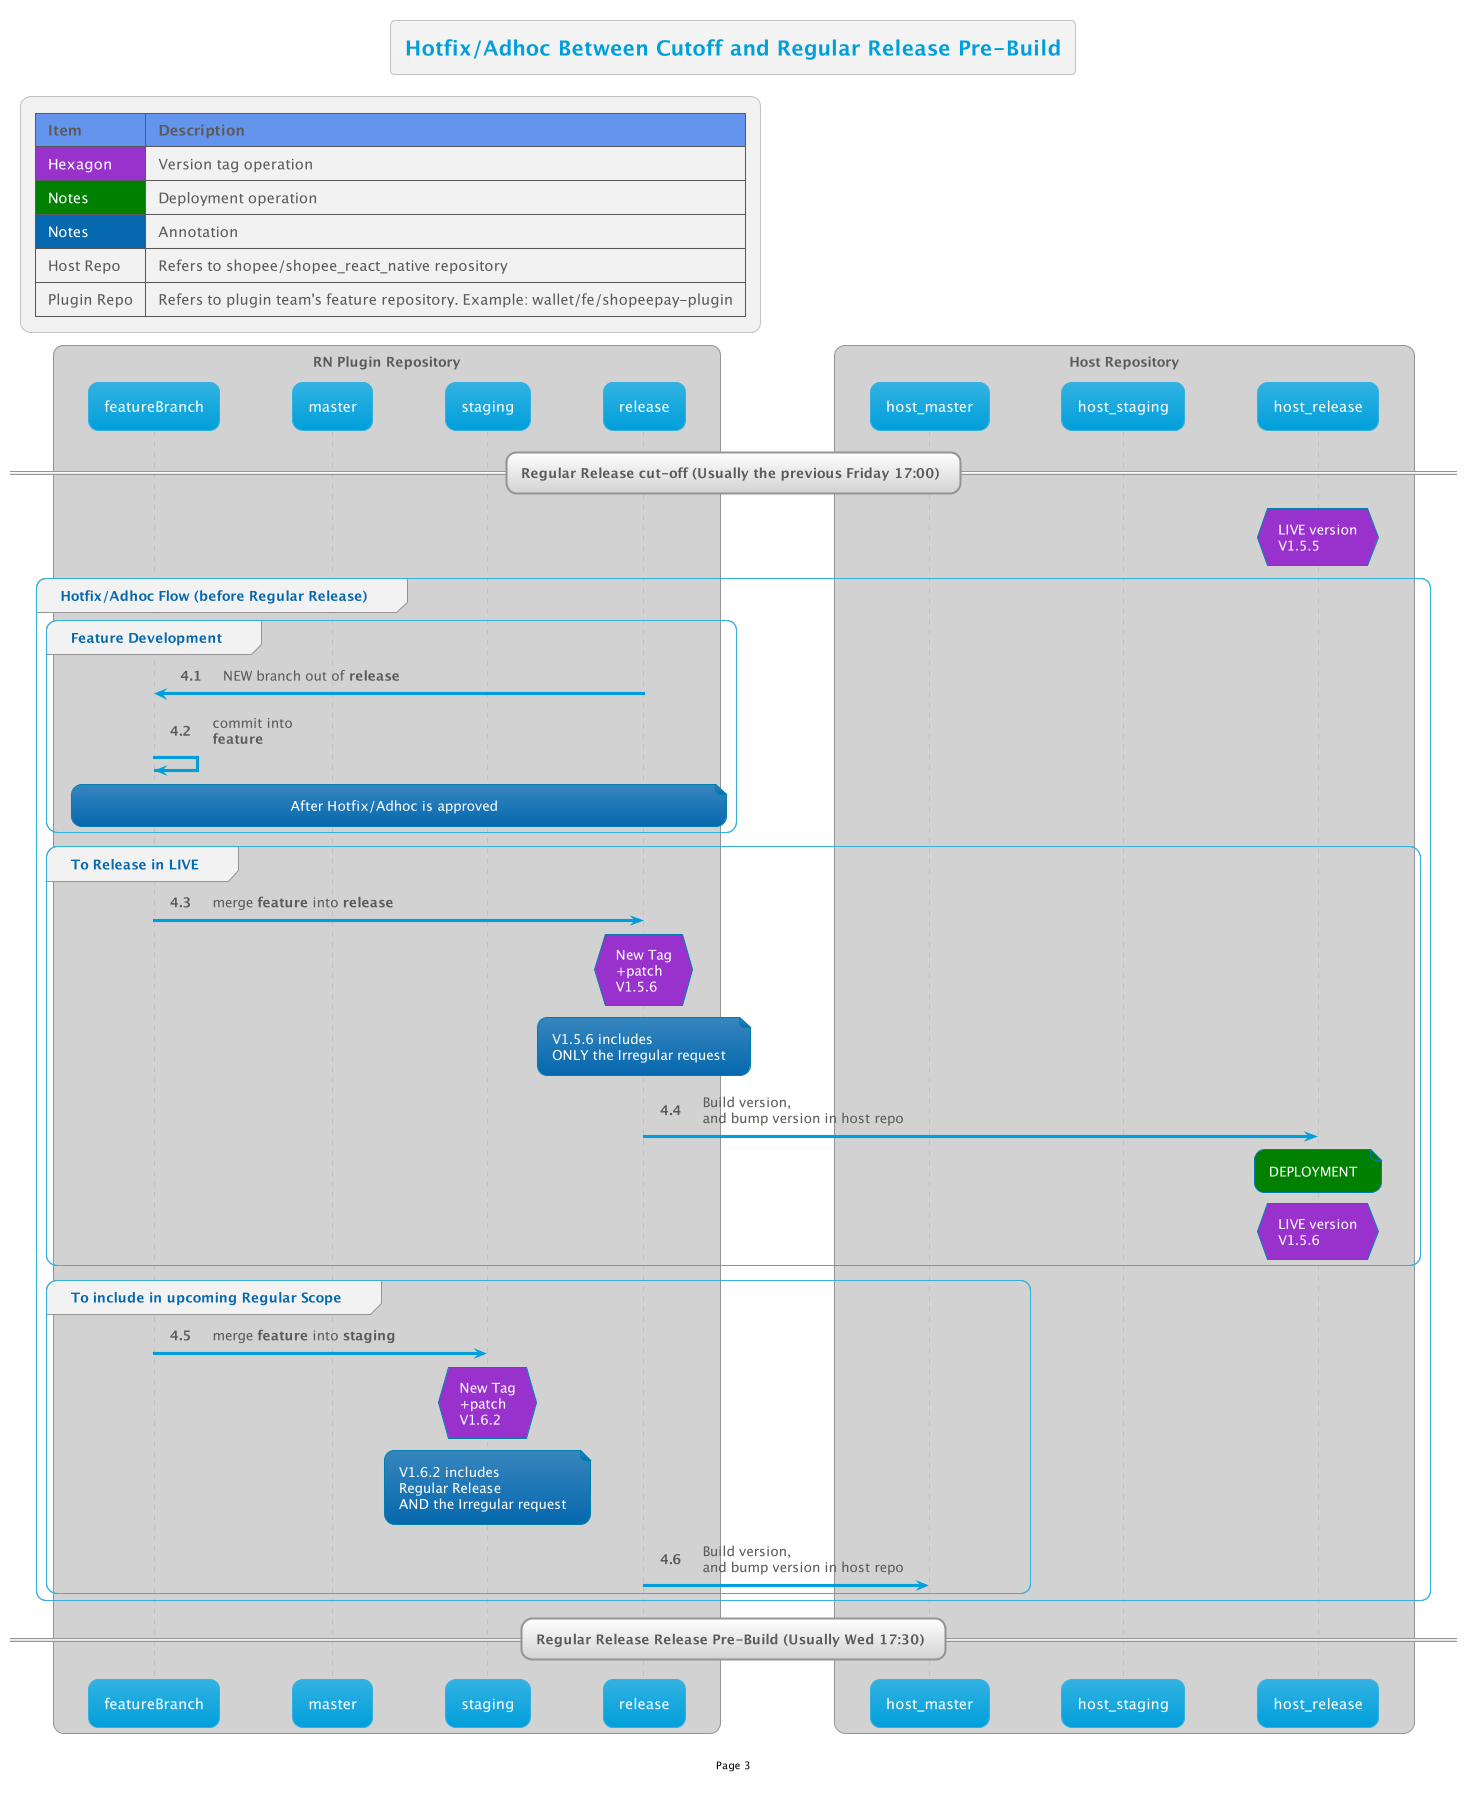 Hotfix/Adhoc Between Cutoff and Regular Release Pre-Build
Item Description
Hexagon Version tag operation
Notes Deployment operation
Notes Annotation
Host Repo Refers to shopee/shopee_react_native repository
Plugin Repo Refers to plugin team's feature repository. Example: wallet/fe/shopeepay-plugin
RN Plugin Repository Host Repository
featureBranch master staging release host_master host_staging host_release
Regular Release cut-off (Usually the previous Friday 17:00)
LIVE version
V1.5.5
Hotfix/Adhoc Flow (before Regular Release)
Feature Development
4.1 NEW branch out of release
4.2 commit into
feature
After Hotfix/Adhoc is approved
To Release in LIVE
4.3 merge feature into release
New Tag
+patch
V1.5.6
V1.5.6 includes
ONLY the Irregular request
4.4 Build version,
and bump version in host repo
DEPLOYMENT
LIVE version
V1.5.6
To include in upcoming Regular Scope
4.5 merge feature into staging
New Tag
+patch
V1.6.2
V1.6.2 includes
Regular Release
AND the Irregular request
4.6 Build version,
and bump version in host repo
Regular Release Release Pre-Build (Usually Wed 17:30)
featureBranch master staging release host_master host_staging host_release
Page 3